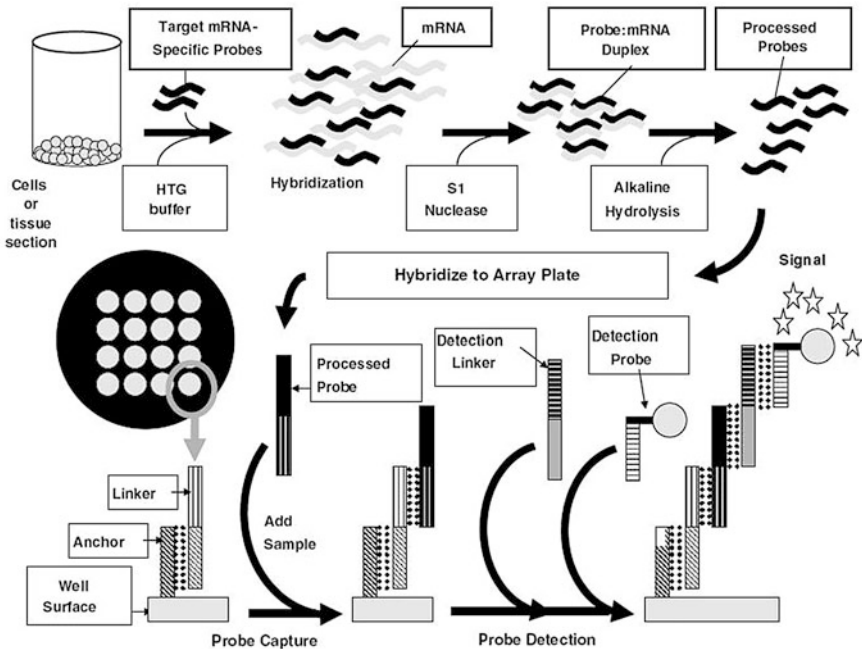 Target mRNA-
Specific Probes
mRNA
Probe:mRNA
Duplex
Processed
Probes
Cells
or
tissue
section
HTG
buffer
Hybridization
S1
Nuclease
Alkaline
Hydrolysis
Hybridize to Array Plate
Signal
Processed
Probe
Detection
Linker
Detection
Probe
Linker
Anchor
Well
Surface
Add
Sample
Probe Capture
Probe Detection